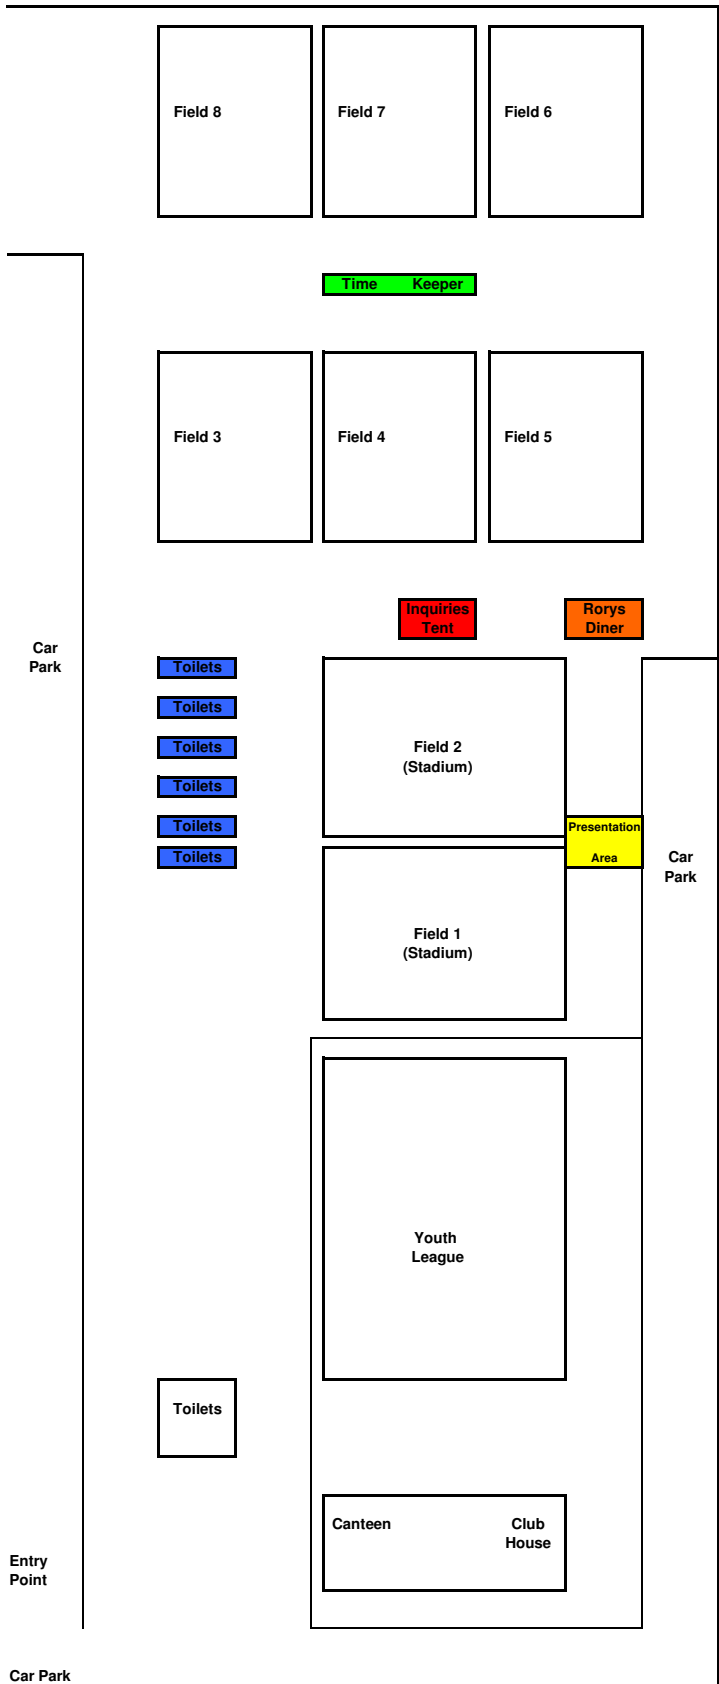 Field 8
Field 7
Field 6
Time Keeper
Field 3
Field 4
Field 5
Inquiries
Tent
Rorys
Diner
Car
Park
Toilets
Toilets
Toilets
Toilets
Toilets
Toilets
Field 2
(Stadium)
Presentation
Area
Car
Park
Field 1
(Stadium)
Youth
League
Toilets
Canteen
Club
House
Entry
Point
Car Park